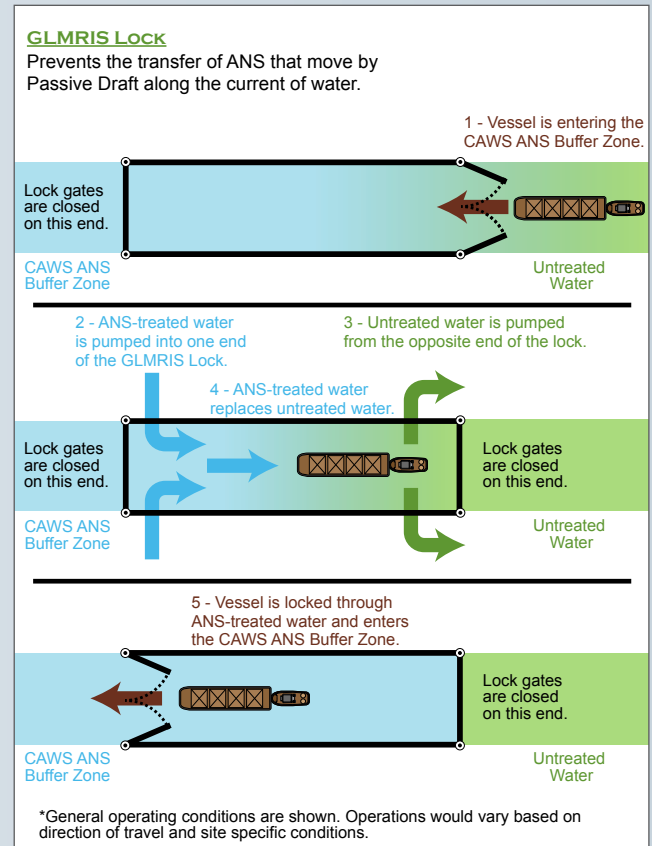 GLMRIS LOCK
Prevents the transfer of ANS that move by
Passive Draft along the current of water.
1 - Vessel is entering the
CAWS ANS Buffer Zone.
Lock gates
are closed
on this end.
CAWS ANS
Buffer Zone
Untreated
Water
2 - ANS-treated water
is pumped into one end
of the GLMRIS Lock.
3 - Untreated water is pumped
from the opposite end of the lock.
4 - ANS-treated water
replaces untreated water.
Lock gates
are closed
on this end.
Lock gates
are closed
on this end.
CAWS ANS
Buffer Zone
Untreated
Water
5 - Vessel is locked through
ANS-treated water and enters
the CAWS ANS Buffer Zone.
Lock gates
are closed
on this end.
CAWS ANS
Buffer Zone
Untreated
Water
*General operating conditions are shown. Operations would vary based on
direction of travel and site specific conditions.